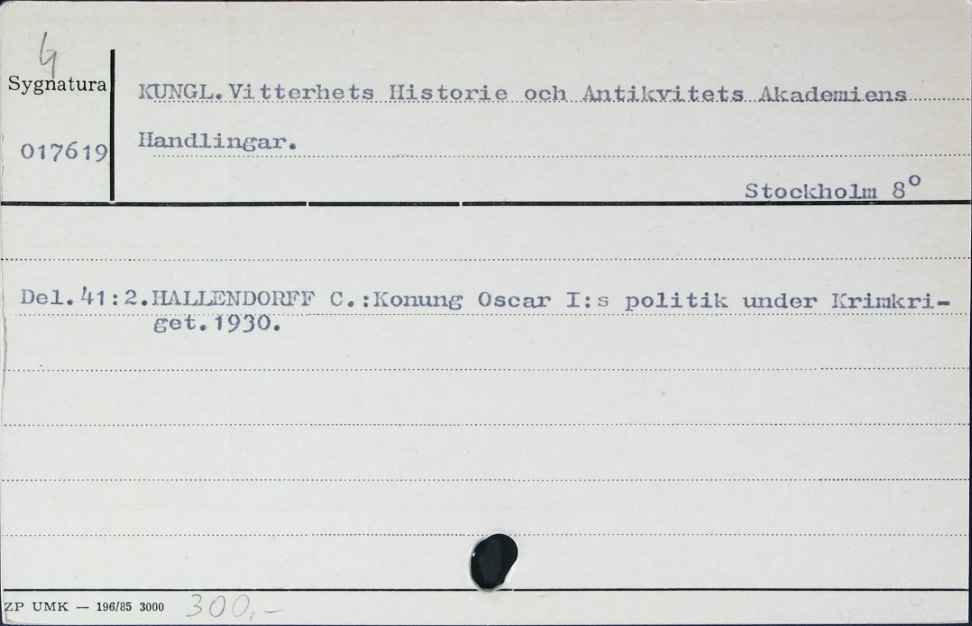 G
Sygnatura
017619
KUNGL.Vitterhets Historie och Antikvitets Akademiens
Handlingar.
Stockholm 8°
Del.41:2.HALLENDORFF C.:Konung Oscar I:s politik under Krimkri-
get.1930.
ZP UMK — 196/85 3000
300,-